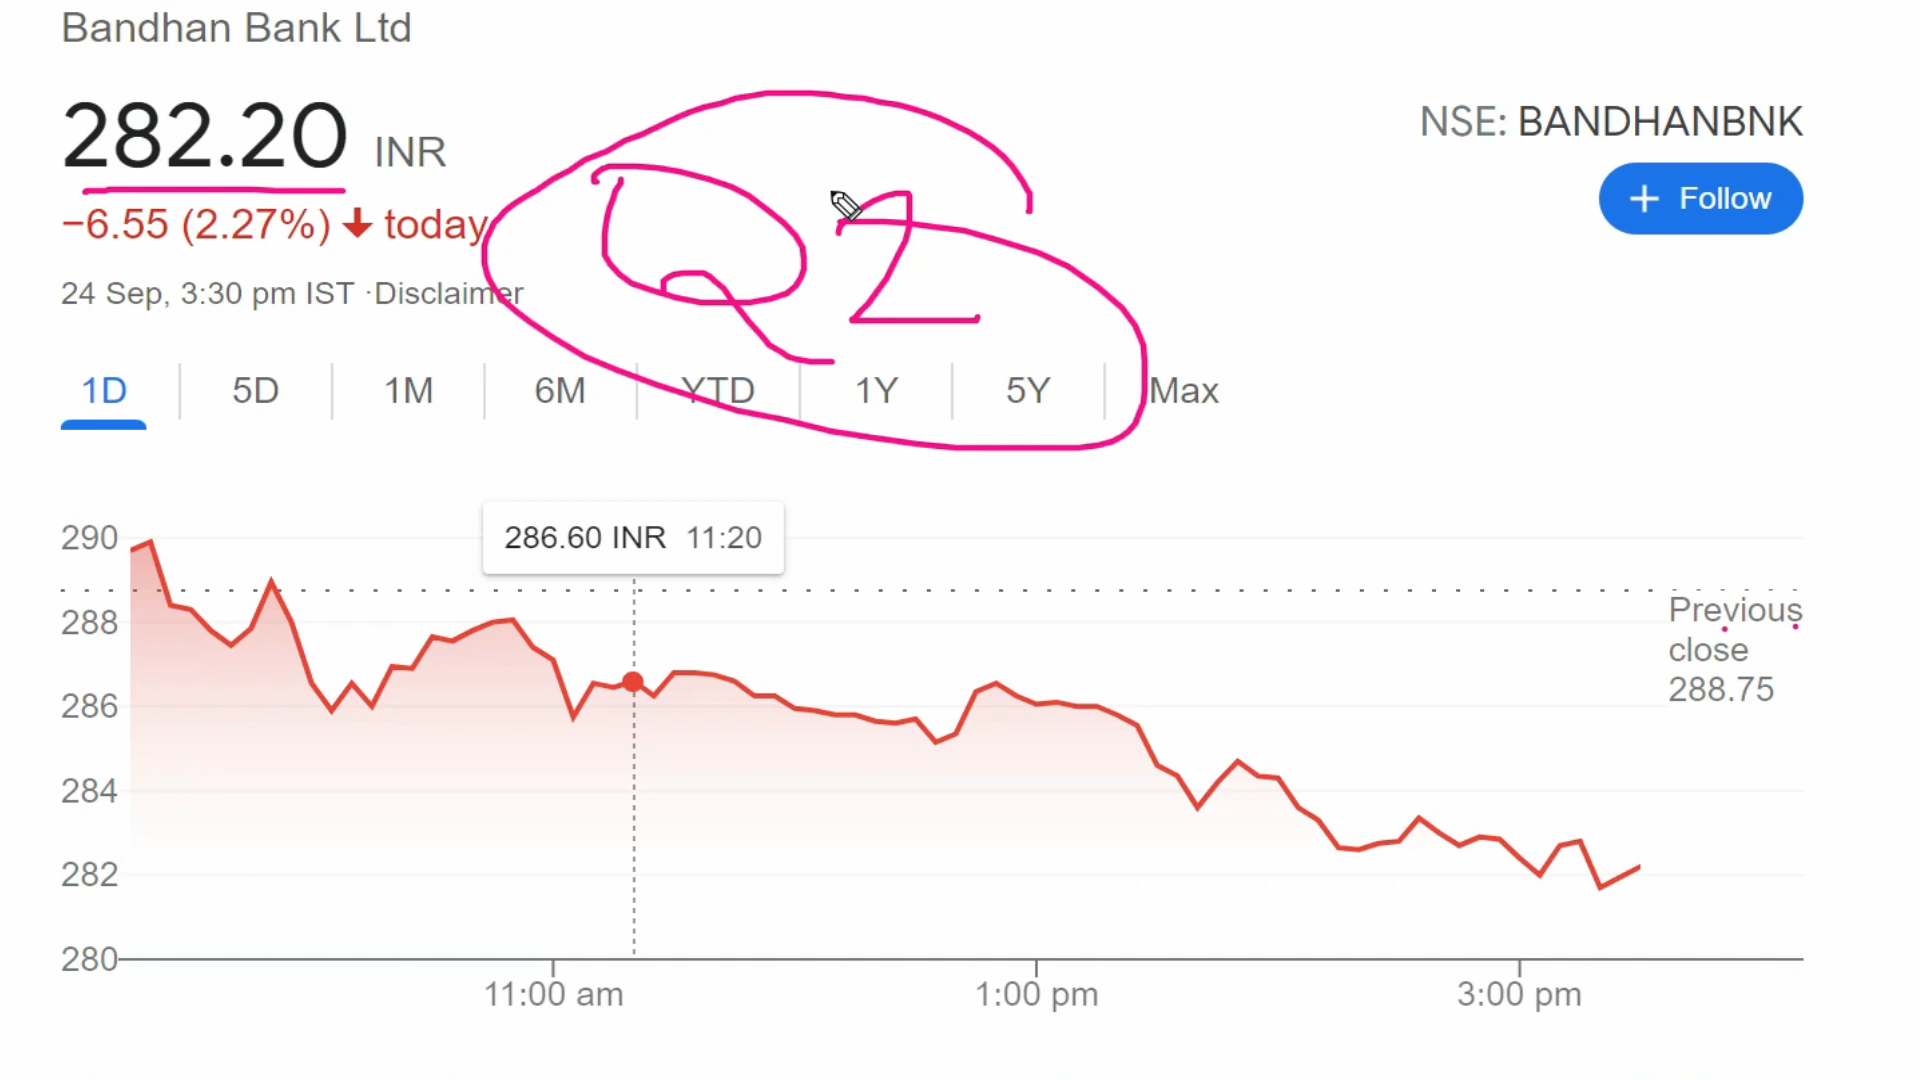 Bandhan Bank Ltd
282.20 INR
NSE: BANDHANBNK
−6.55 (2.27%) ↓ today
+ Follow
24 Sep, 3:30 pm IST ·Disclaimer
Q2
1D 5D 1M 6M YTD 1Y 5Y Max
286.60 INR 11:20
290
288
286
284
282
280
Previous
close
288.75
11:00 am 1:00 pm 3:00 pm